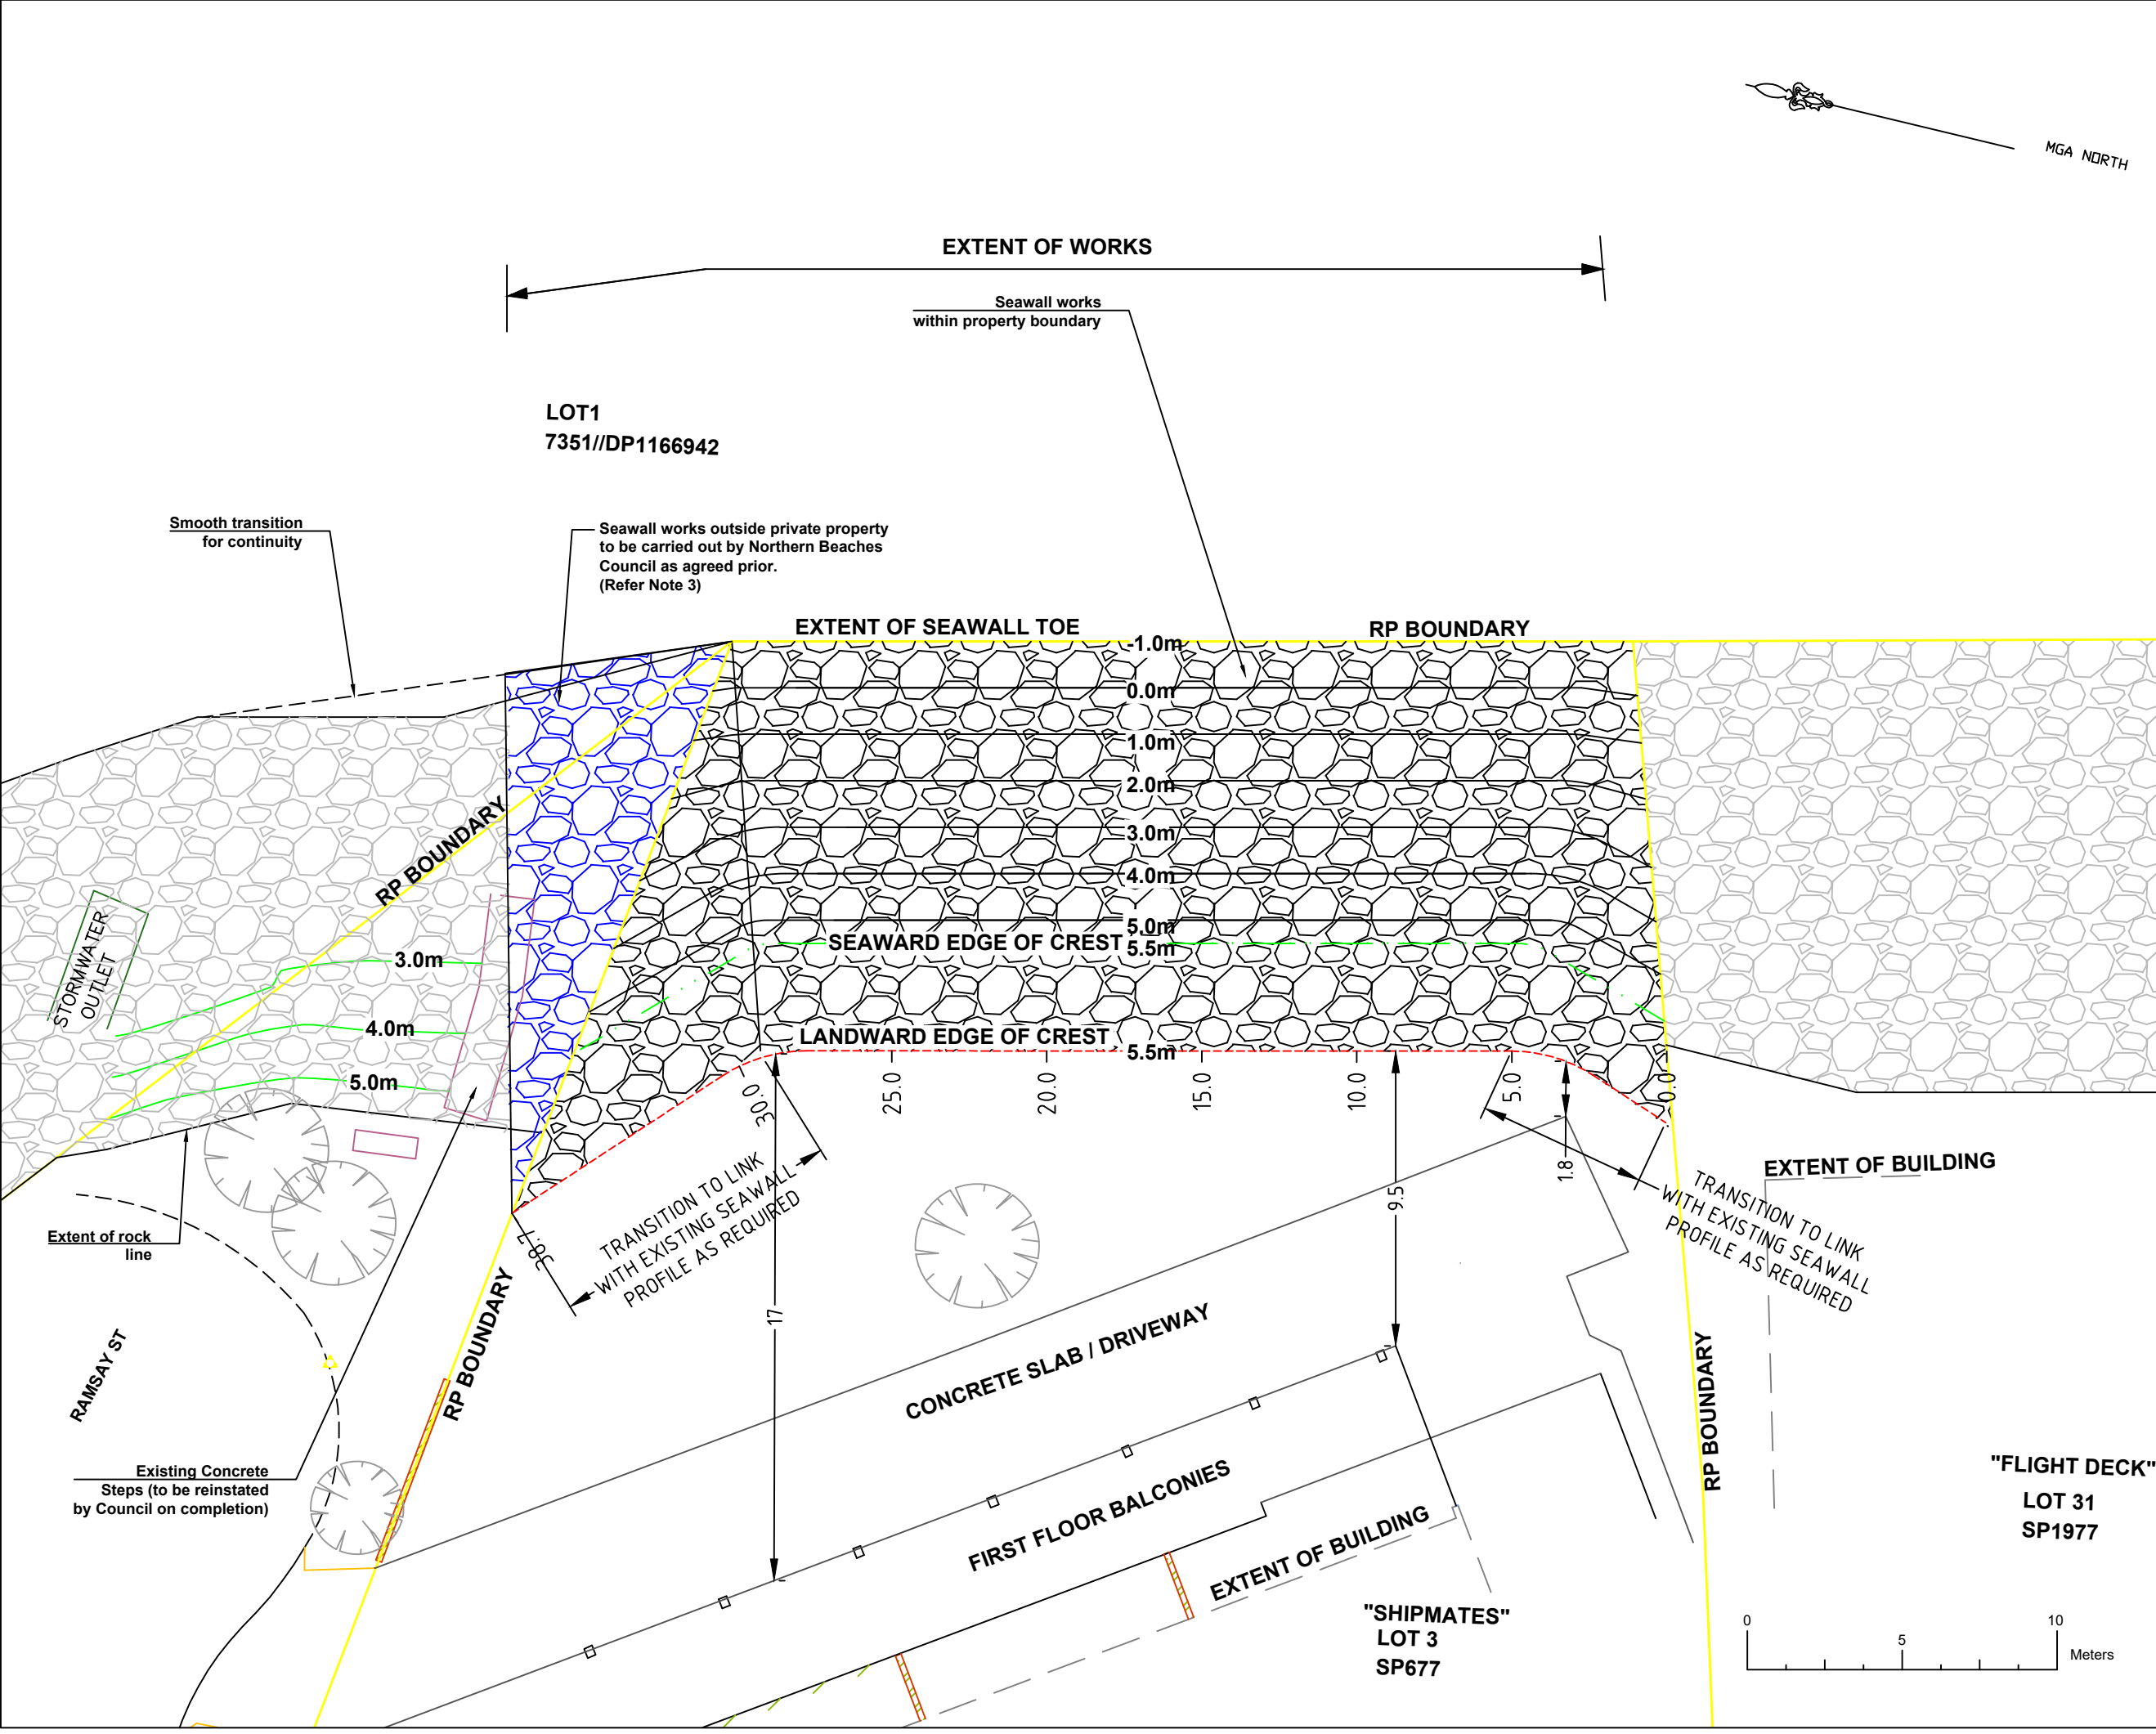 MGA NORTH
EXTENT OF WORKS
Seawall works
within property boundary
LOT1
7351//DP1166942
Smooth transition
for continuity
Seawall works outside private property
to be carried out by Northern Beaches
Council as agreed prior.
(Refer Note 3)
EXTENT OF SEAWALL TOE
RP BOUNDARY
-1.0m
0.0m
1.0m
2.0m
3.0m
4.0m
5.0m
SEAWARD EDGE OF CREST
5.5m
LANDWARD EDGE OF CREST
5.5m
RP BOUNDARY
STORMWATER
OUTLET
3.0m
4.0m
5.0m
38.7
30.0
25.0
20.0
15.0
10.0
5.0
0.0
1.8
9.5
17
TRANSITION TO LINK
WITH EXISTING SEAWALL
PROFILE AS REQUIRED
TRANSITION TO LINK
WITH EXISTING SEAWALL
PROFILE AS REQUIRED
EXTENT OF BUILDING
Extent of rock
line
RAMSAY ST
RP BOUNDARY
CONCRETE SLAB / DRIVEWAY
RP BOUNDARY
Existing Concrete
Steps (to be reinstated
by Council on completion)
FIRST FLOOR BALCONIES
EXTENT OF BUILDING
"FLIGHT DECK"
LOT 31
SP1977
"SHIPMATES"
LOT 3
SP677
0
5
10
Meters